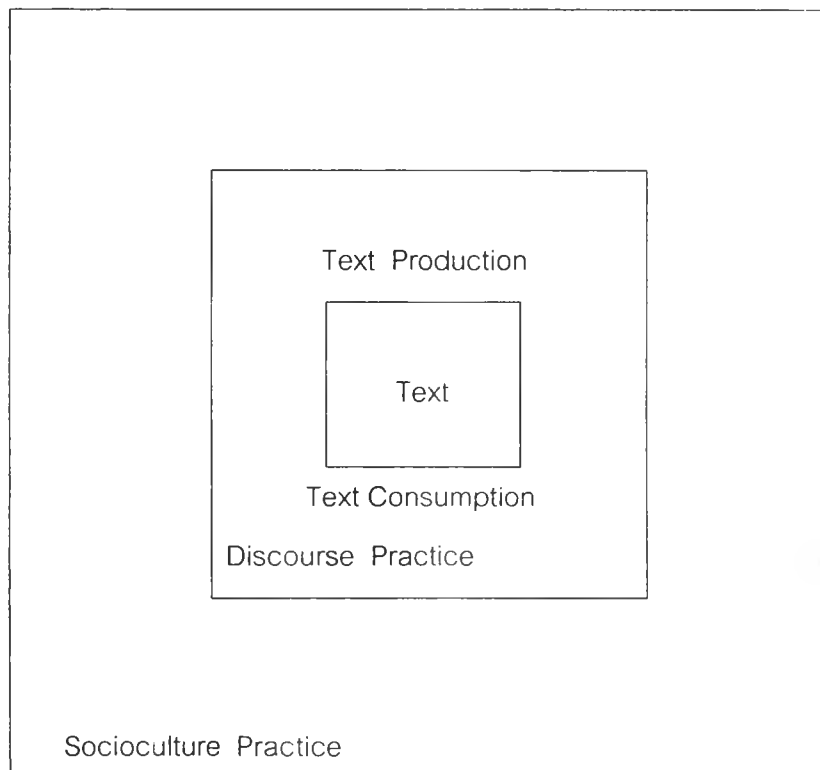 Text Production
Text
Text Consumption
Discourse Practice
Socioculture Practice